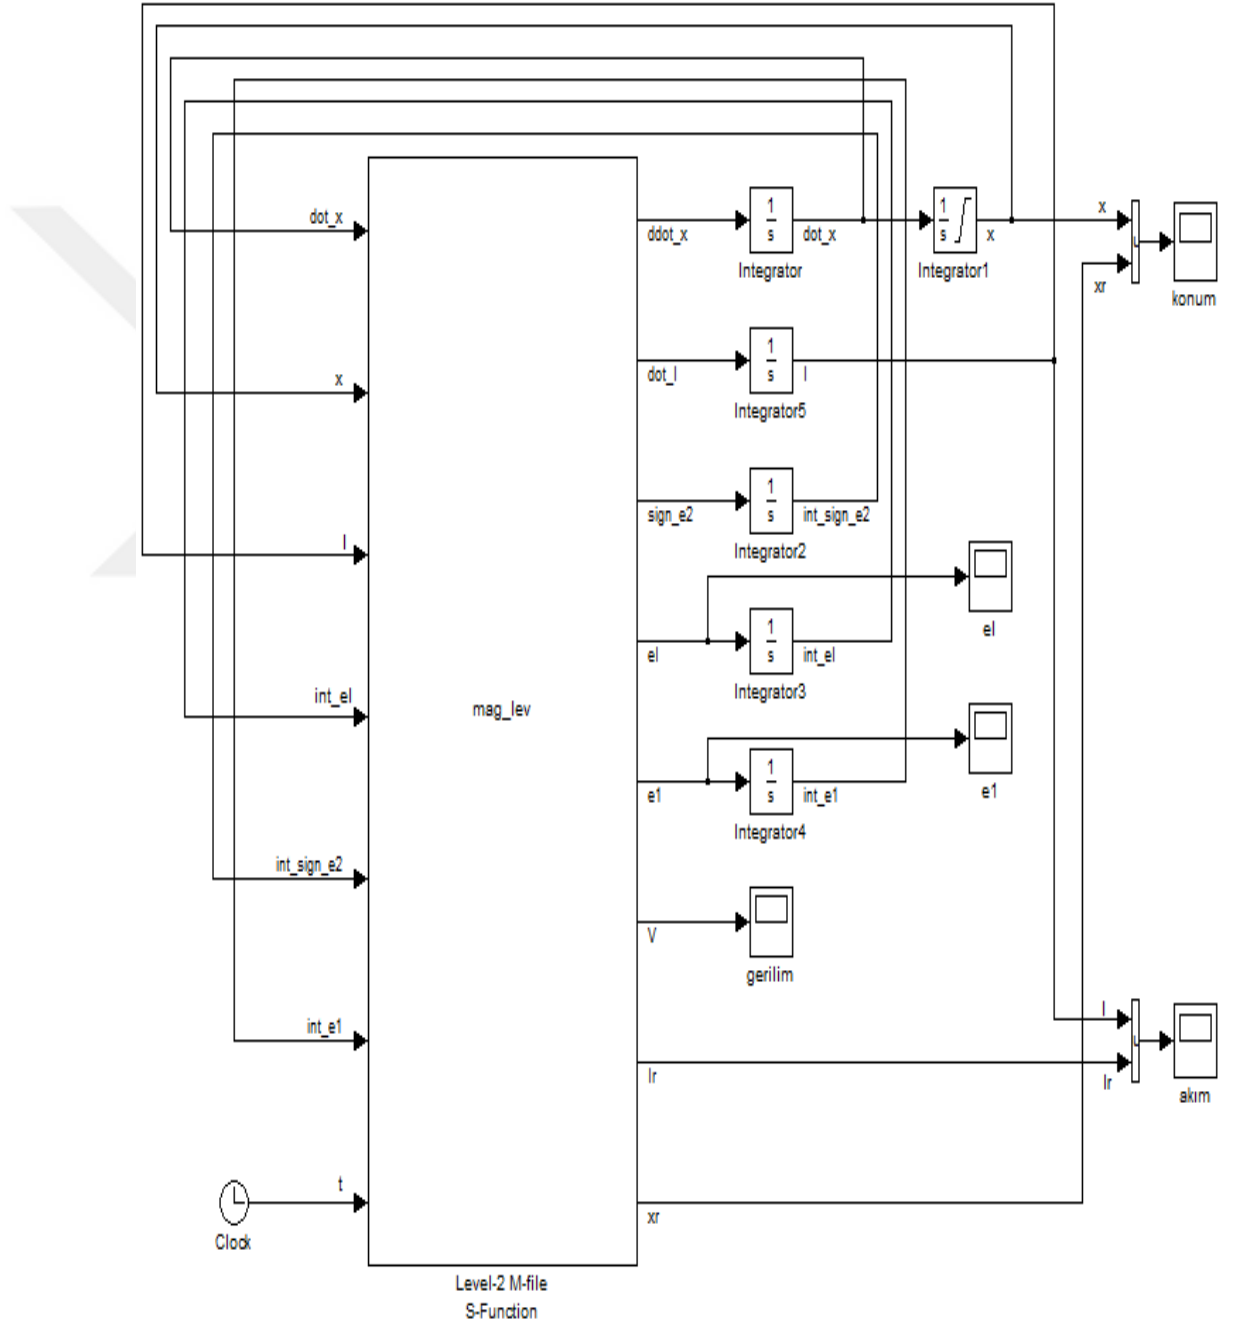 dot_x
x
I
int_eI
int_sign_e2
int_e1
t
Clock
mag_lev
Level-2 M-file
S-Function
ddot_x
1
s
Integrator
dot_x
1
s
Integrator1
x
x
xr
konum
dot_I
1
s
Integrator5
I
sign_e2
1
s
Integrator2
int_sign_e2
eI
1
s
Integrator3
int_eI
eI
e1
1
s
Integrator4
int_e1
e1
V
gerilim
Ir
I
Ir
akım
xr